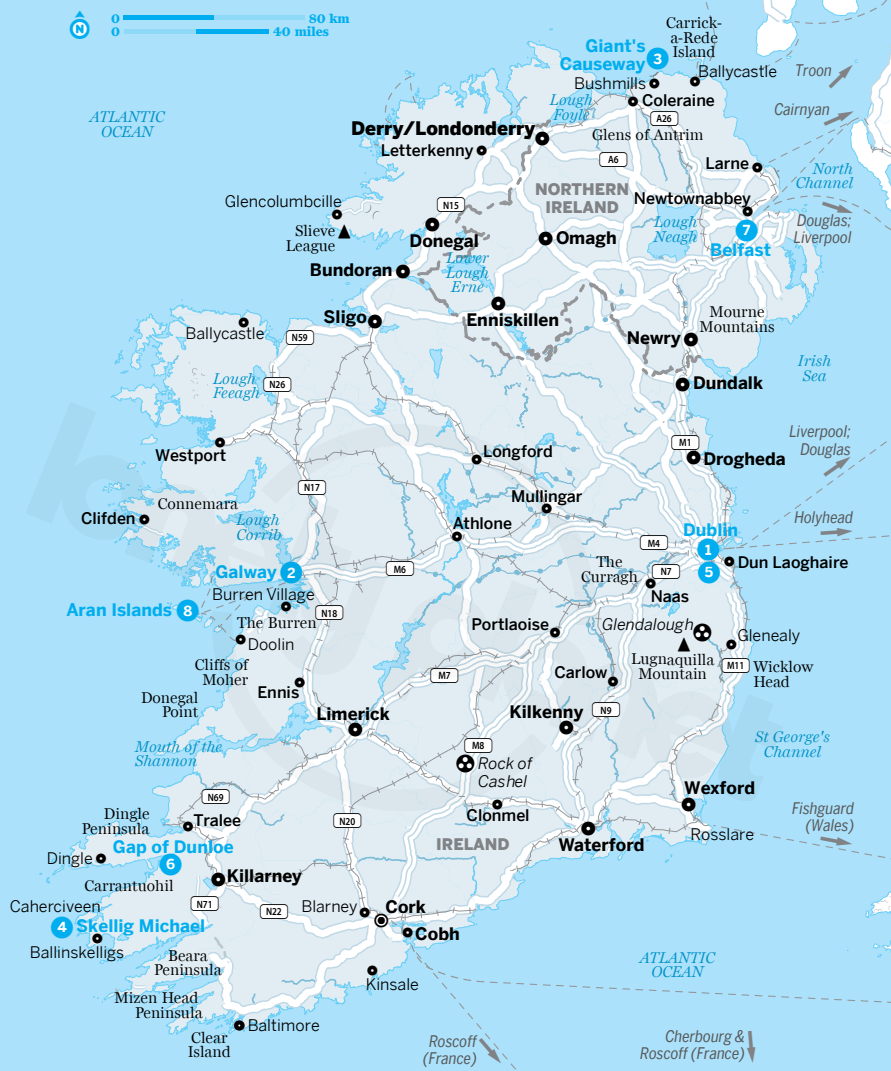 0 80 km
0 40 miles
N
Carrick-
a-Rede
Island
Giant's
Causeway
3
Bushmills
Ballycastle
Troon
ATLANTIC
OCEAN
Lough
Foyle
Coleraine
Cairnyan
A26
Derry/Londonderry
Glens of Antrim
Letterkenny
A6
Larne
North
Channel
NORTHERN
IRELAND
Newtownabbey
Glencolumbcille
N15
Slieve
League
Donegal
Omagh
Lough
Neagh
7
Belfast
Douglas;
Liverpool
Bundoran
Lower
Lough
Erne
Sligo
Enniskillen
Mourne
Mountains
Ballycastle
N59
Newry
Irish
Sea
Lough
Feeagh
N26
Dundalk
Westport
M1
Liverpool;
Douglas
Longford
Drogheda
N17
Connemara
Mullingar
Clifden
Lough
Corrib
Athlone
Dublin
Holyhead
M4
1
Galway
2
M6
The
Curragh
N7
5
Dun Laoghaire
Burren Village
Naas
Aran Islands
8
N18
The Burren
Portlaoise
Glendalough
Doolin
Glenealy
Cliffs of
Moher
M7
Carlow
Lugnaquilla
Mountain
M11
Wicklow
Head
Ennis
Donegal
Point
Limerick
Kilkenny
N9
Mouth of the
Shannon
M8
St George's
Channel
Rock of
Cashel
N69
Wexford
Dingle
Peninsula
Tralee
N20
Clonmel
Fishguard
(Wales)
Gap of Dunloe
6
IRELAND
Waterford
Rosslare
Dingle
Carrantuohil
Killarney
Caherciveen
N71
N22
Blarney
Cork
4
Skellig Michael
Cobh
Ballinskelligs
Beara
Peninsula
ATLANTIC
OCEAN
Kinsale
Mizen Head
Peninsula
Baltimore
Clear
Island
Roscoff
(France)
Cherbourg &
Roscoff (France)
lonely planet